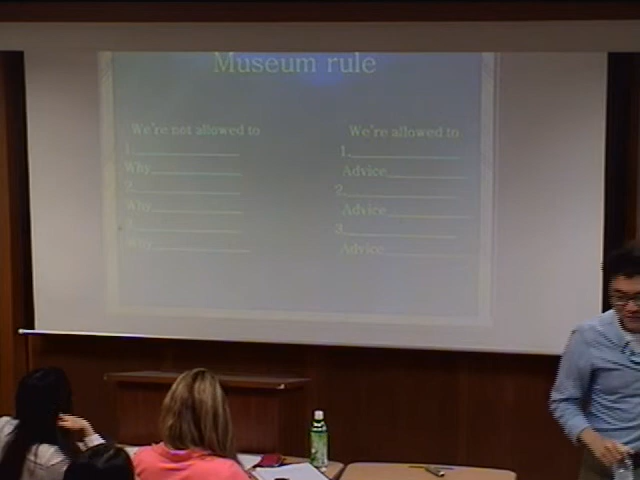 Museum rule
We're not allowed to
1.
Why
2.
Why
3.
Why
We're allowed to
1.
Advice
2.
Advice
3.
Advice